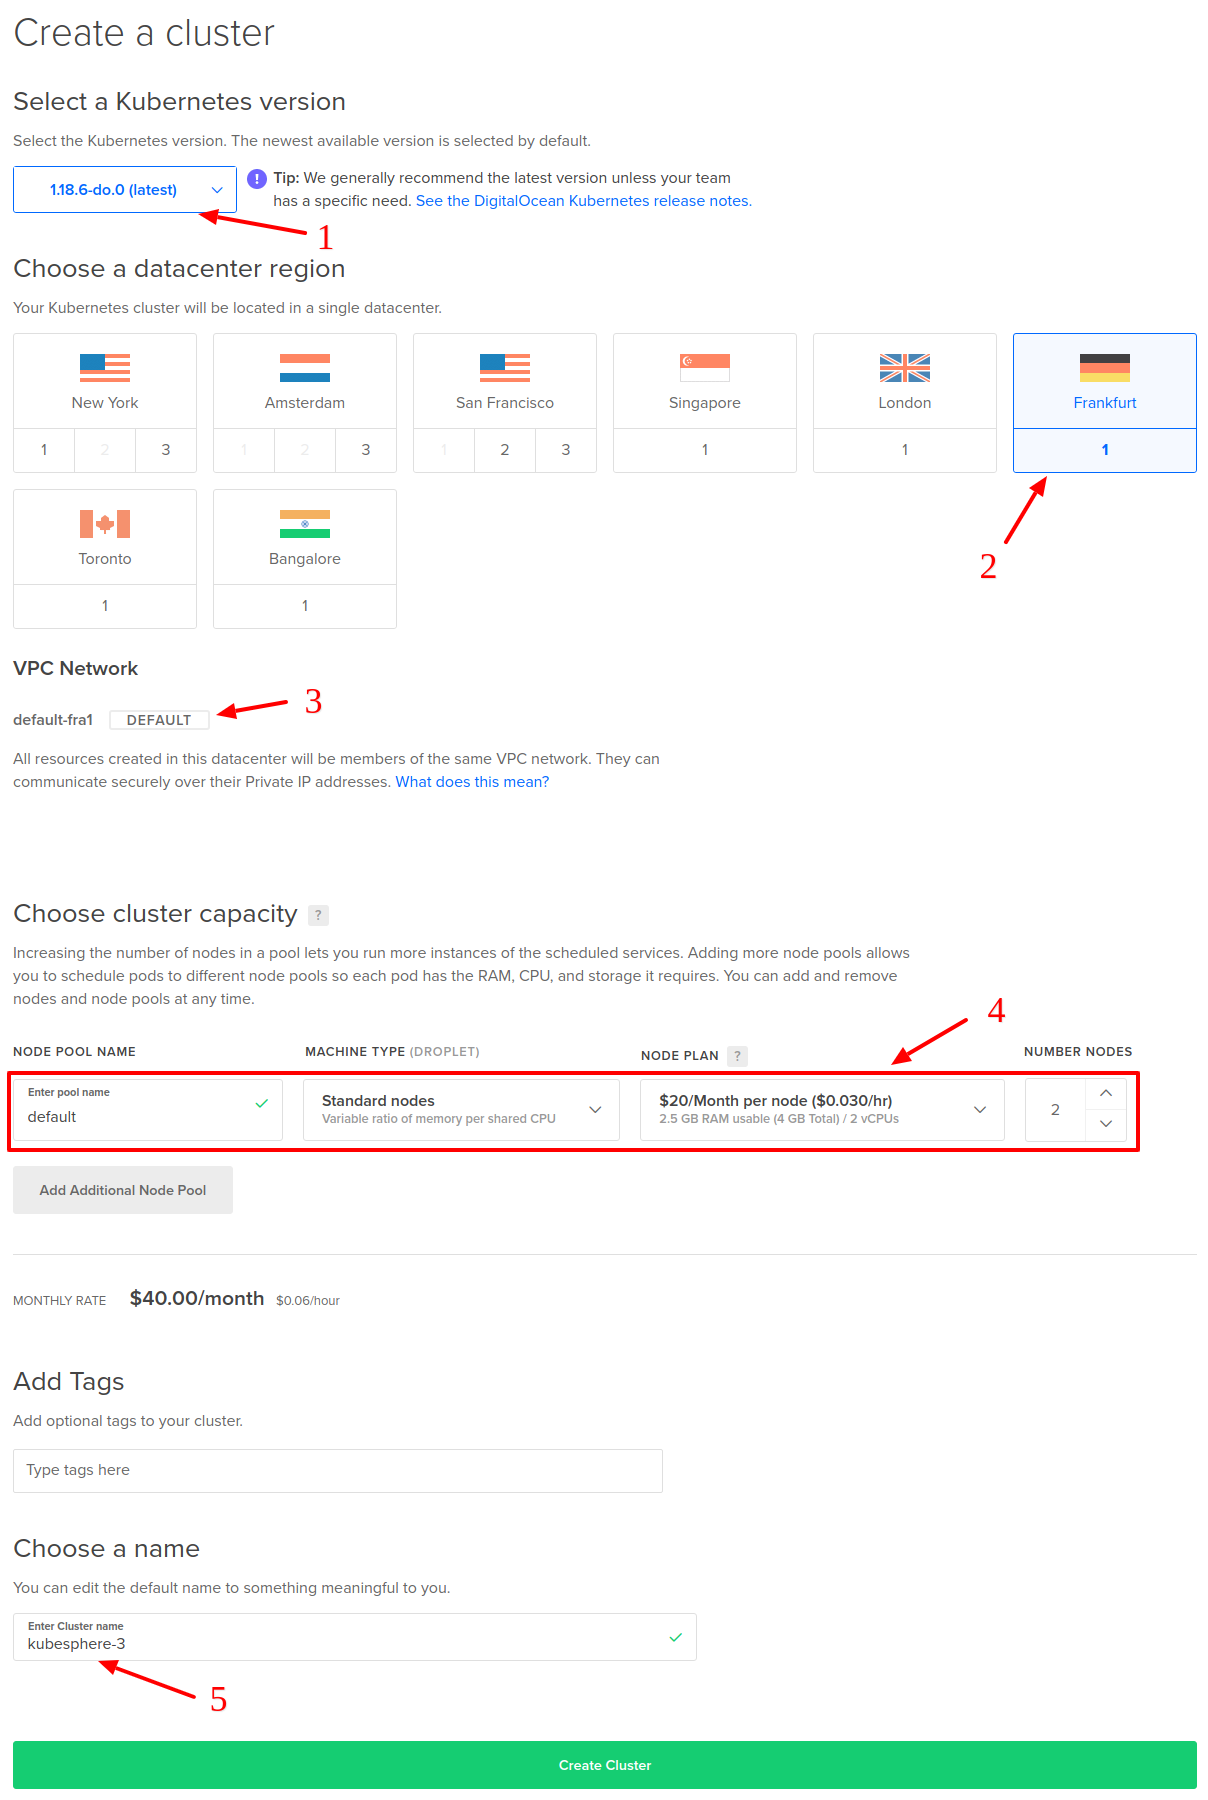 Create a cluster
Select a Kubernetes version
Select the Kubernetes version. The newest available version is selected by default.
1.18.6-do.0 (latest)
! Tip: We generally recommend the latest version unless your team
has a specific need. See the DigitalOcean Kubernetes release notes.
1
Choose a datacenter region
Your Kubernetes cluster will be located in a single datacenter.
New York Amsterdam San Francisco Singapore London Frankfurt
1 2 3 1 2 3 1 2 3 1 1 1
2
Toronto Bangalore
1 1
VPC Network
3
default-fra1 DEFAULT
All resources created in this datacenter will be members of the same VPC network. They can
communicate securely over their Private IP addresses. What does this mean?
Choose cluster capacity ?
Increasing the number of nodes in a pool lets you run more instances of the scheduled services. Adding more node pools allows
you to schedule pods to different node pools so each pod has the RAM, CPU, and storage it requires. You can add and remove
nodes and node pools at any time.
4
NODE POOL NAME MACHINE TYPE (DROPLET) NODE PLAN ? NUMBER NODES
Enter pool name
default
Standard nodes
Variable ratio of memory per shared CPU
$20/Month per node ($0.030/hr)
2.5 GB RAM usable (4 GB Total) / 2 vCPUs
2
Add Additional Node Pool
MONTHLY RATE $40.00/month $0.06/hour
Add Tags
Add optional tags to your cluster.
Type tags here
Choose a name
You can edit the default name to something meaningful to you.
Enter Cluster name
kubesphere-3
5
Create Cluster